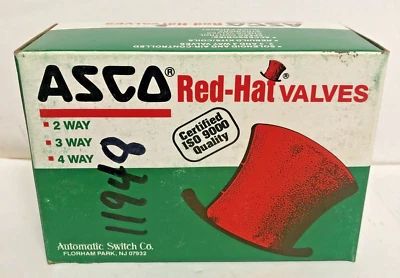 ASCO® Red-Hat® VALVES
2 WAY
3 WAY
4 WAY
Certified
ISO 9000
Quality
11948
Automatic Switch Co.
FLORHAM PARK, NJ 07932